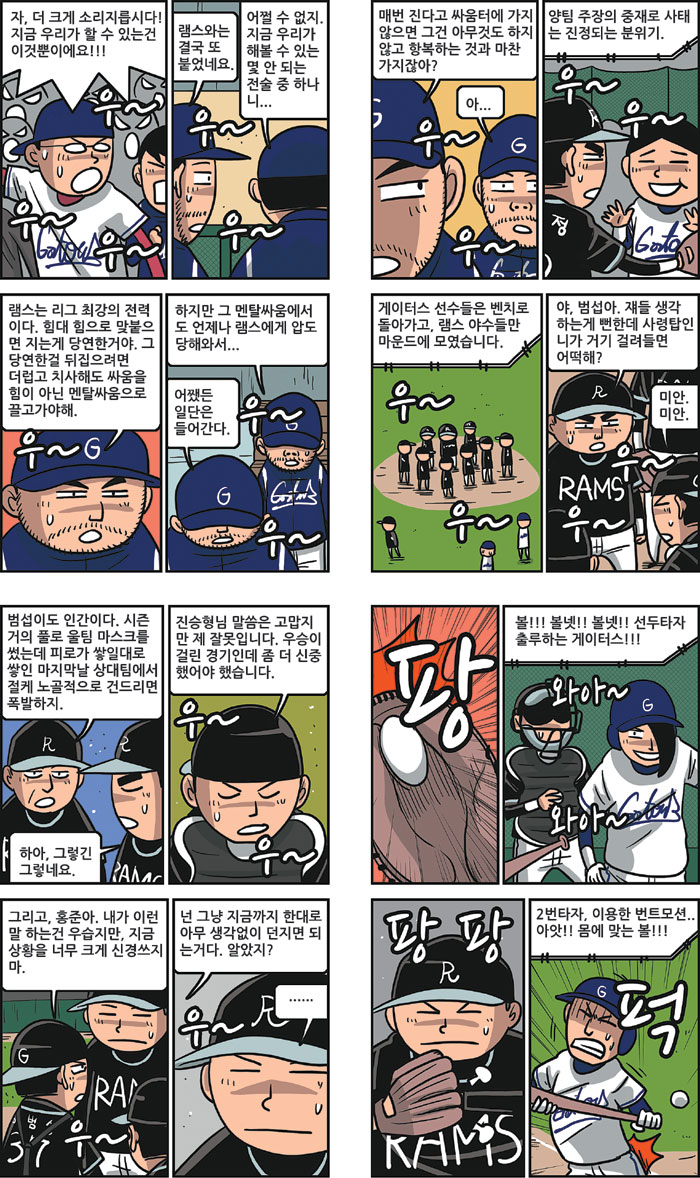 자, 더 크게 소리지릅시다!
지금 우리가 할 수 있는건
이것뿐이에요!!!
우~
우~
Gaters
램스와는
결국 또
붙었네요.
어쩔 수 없지.
지금 우리가
해볼 수 있는
몇 안 되는
전술 중 하나
니...
우~
우~
램스는 리그 최강의 전력
이다. 힘대 힘으로 맞붙으
면 지는게 당연한거야. 그
당연한걸 뒤집으려면
더럽고 치사해도 싸움을
힘이 아닌 멘탈싸움으로
끌고가야해.
우~
G
하지만 그 멘탈싸움에서
도 언제나 램스에게 압도
당해와서...
어쨌든
일단은
들어간다.
우~
우~
G
G
Gaters
매번 진다고 싸움터에 가지
않으면 그건 아무것도 하지
않고 항복하는 것과 마찬
가지잖아?
아...
우~
우~
G
양팀 주장의 중재로 사태
는 진정되는 분위기.
우~
우~
정
게이터스 선수들은 벤치로
돌아가고, 램스 야수들만
마운드에 모였습니다.
우~
우~
야, 범섭아. 쟤들 생각
하는게 뻔한데 사령탑인
니가 거기 걸려들면
어떡해?
미안.
미안.
R
우~
RAMS
우~
범섭이도 인간이다. 시즌
거의 풀로 울팀 마스크를
썼는데 피로가 쌓일대로
쌓인 마지막날 상대팀에서
절케 노골적으로 건드리면
폭발하지.
R
하아, 그렇긴
그렇네요.
RAMS
진승형님 말씀은 고맙지
만 제 잘못입니다. 우승이
걸린 경기인데 좀 더 신중
했어야 했습니다.
우~
우~
그리고, 홍준아. 내가 이런
말 하는건 우습지만, 지금
상황을 너무 크게 신경쓰지
마.
G
RAM
범
37
우~
넌 그냥 지금까지 한대로
아무 생각없이 던지면 되
는거다. 알았지?
......
우~
R
팡
볼!!! 볼넷!! 볼넷!! 선두타자
출루하는 게이터스!!!
와아~
와아~
G
Gaters
팡 팡
R
RAMS
2번타자, 이용한 번트모션..
아앗!! 몸에 맞는 볼!!!
퍽
G
Gaters